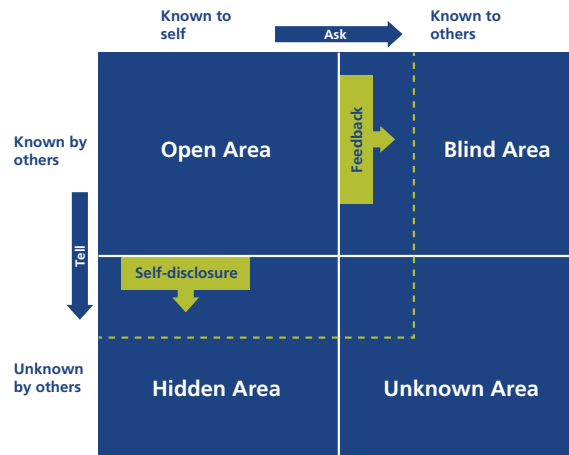 Known to
self
Ask
Known to
others
Known by
others
Open Area
Feedback
Blind Area
Tell
Self-disclosure
Unknown
by others
Hidden Area
Unknown Area